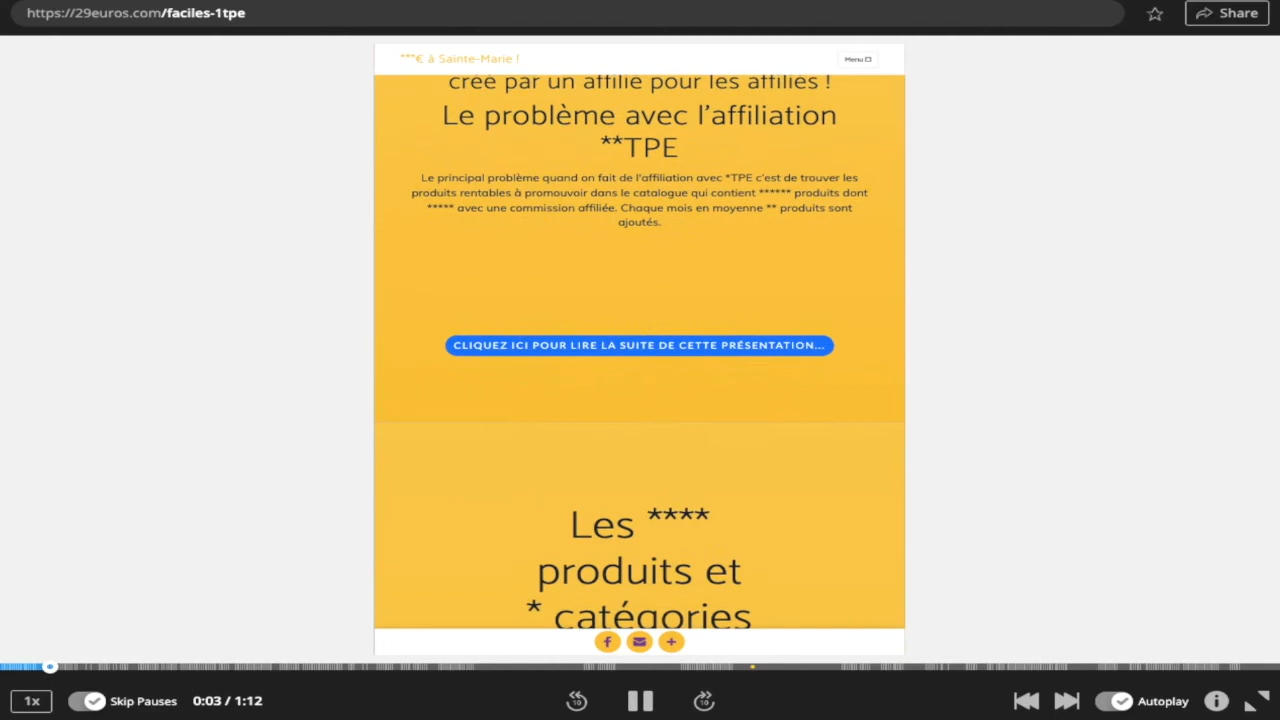 https://29euros.com/faciles-1tpe
Share
***€ à Sainte-Marie !
Menu
créé par un affilié pour les affiliés !
Le problème avec l'affiliation
**TPE
Le principal problème quand on fait de l'affiliation avec *TPE c'est de trouver les
produits rentables à promouvoir dans le catalogue qui contient ****** produits dont
***** avec une commission affiliée. Chaque mois en moyenne ** produits sont
ajoutés.
CLIQUEZ ICI POUR LIRE LA SUITE DE CETTE PRÉSENTATION...
Les ****
produits et
* catégories
1x
Skip Pauses
0:03 / 1:12
10
10
Autoplay